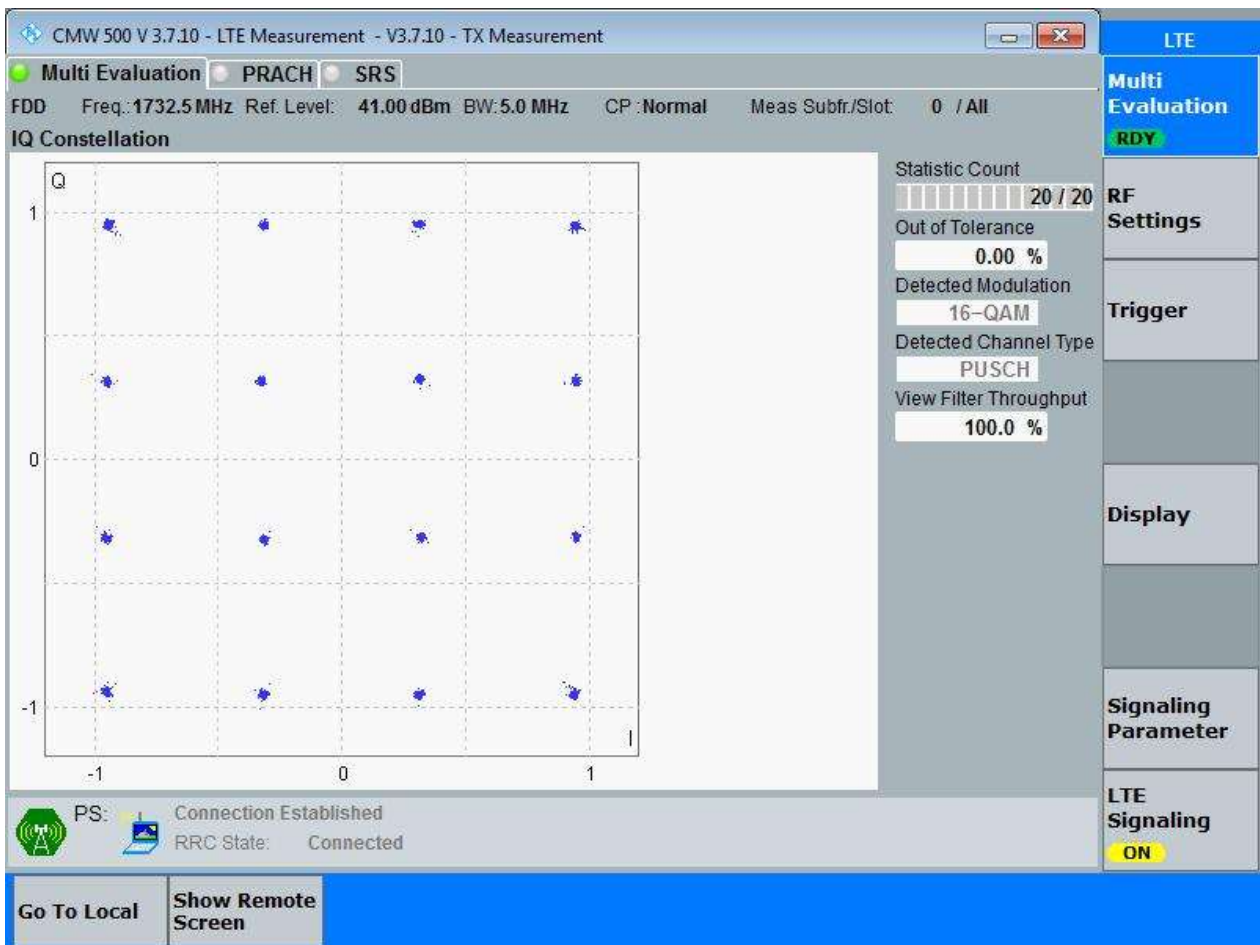 CMW 500 V 3.7.10 - LTE Measurement - V3.7.10 - TX Measurement
LTE
Multi Evaluation PRACH SRS
Multi
Evaluation
RDY
FDD Freq.:1732.5 MHz Ref. Level: 41.00 dBm BW:5.0 MHz CP :Normal Meas Subfr./Slot: 0 / All
IQ Constellation
Q
1
0
-1
I
-1 0 1
Statistic Count
20 / 20
Out of Tolerance
0.00 %
Detected Modulation
16-QAM
Detected Channel Type
PUSCH
View Filter Throughput
100.0 %
RF
Settings
Trigger
Display
Signaling
Parameter
LTE
Signaling
ON
PS: Connection Established
RRC State: Connected
Go To Local
Show Remote
Screen